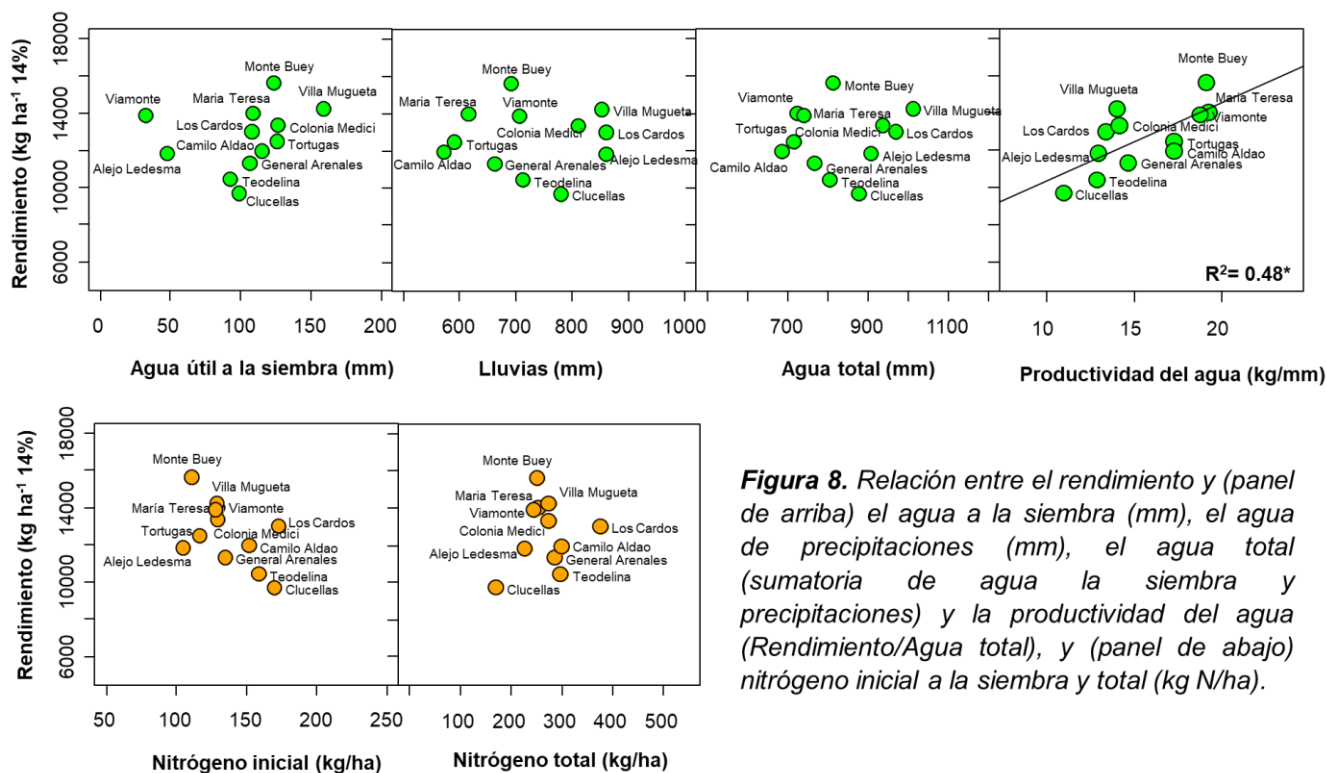 Rendimiento (kg ha⁻¹ 14%)
18000
14000
10000
6000
Monte Buey
Villa Mugueta
Viamonte
Maria Teresa
Los Cardos
Colonia Medici
Camilo Aldao
Tortugas
Alejo Ledesma
General Arenales
Teodelina
Clucellas
0 50 100 150 200
Agua útil a la siembra (mm)
Monte Buey
Maria Teresa
Viamonte
Villa Mugueta
Colonia Medici
Los Cardos
Tortugas
Camilo Aldao
Alejo Ledesma
General Arenales
Teodelina
Clucellas
600 700 800 900 1000
Lluvias (mm)
Monte Buey
Viamonte
Maria Teresa
Villa Mugueta
Tortugas
Colonia Medici
Los Cardos
Camilo Aldao
Alejo Ledesma
General Arenales
Teodelina
Clucellas
700 900 1100
Agua total (mm)
Monte Buey
Villa Mugueta
Maria Teresa
Viamonte
Los Cardos
Colonia Medici
Tortugas
Camilo Aldao
Alejo Ledesma
General Arenales
Teodelina
Clucellas
R²= 0.48*
10 15 20
Productividad del agua (kg/mm)
Rendimiento (kg ha⁻¹ 14%)
18000
14000
10000
6000
Monte Buey
Villa Mugueta
María Teresa
Viamonte
Los Cardos
Tortugas
Colonia Medici
Camilo Aldao
Alejo Ledesma
General Arenales
Teodelina
Clucellas
50 100 150 200 250
Nitrógeno inicial (kg/ha)
Monte Buey
Maria Teresa
Villa Mugueta
Viamonte
Colonia Medici
Los Cardos
Alejo Ledesma
Camilo Aldao
General Arenales
Teodelina
Clucellas
100 200 300 400 500
Nitrógeno total (kg/ha)
Figura 8. Relación entre el rendimiento y (panel
de arriba) el agua a la siembra (mm), el agua
de precipitaciones (mm), el agua total
(sumatoria de agua la siembra y
precipitaciones) y la productividad del agua
(Rendimiento/Agua total), y (panel de abajo)
nitrógeno inicial a la siembra y total (kg N/ha).